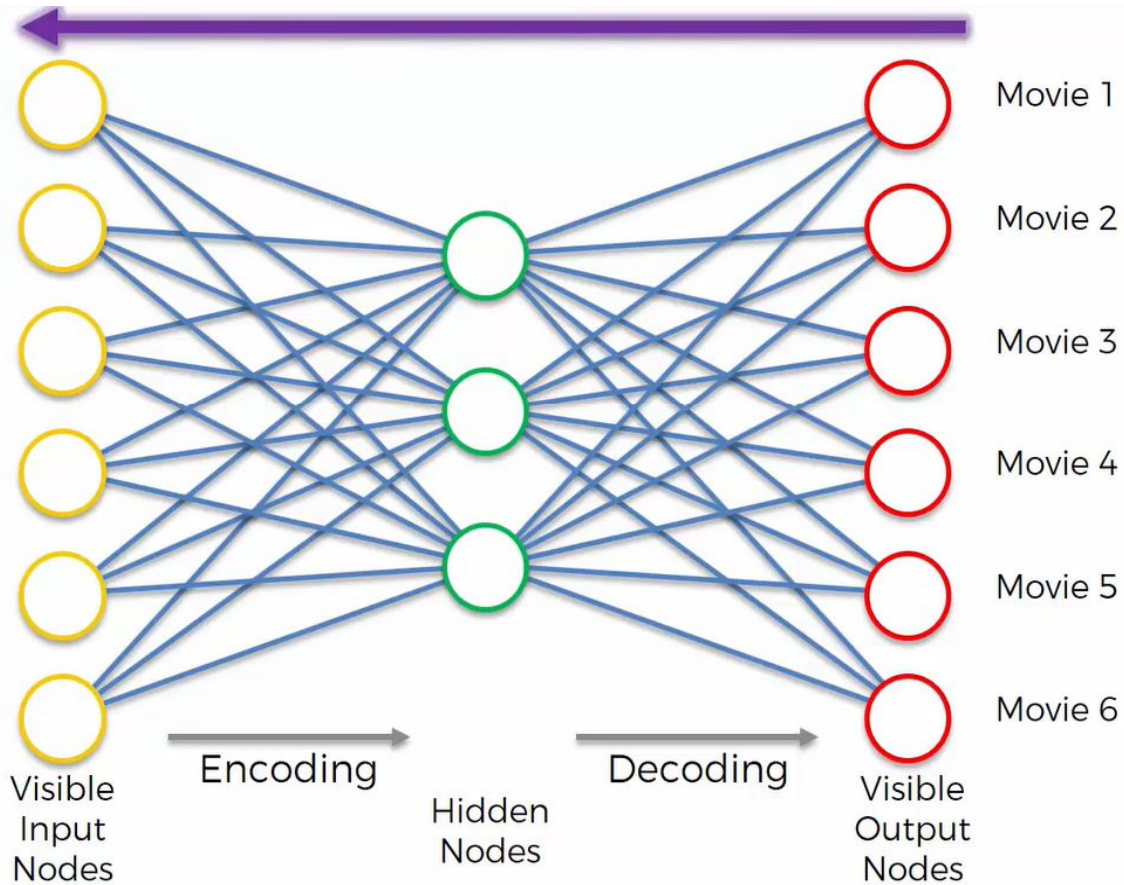 Movie 1
Movie 2
Movie 3
Movie 4
Movie 5
Movie 6
Encoding
Decoding
Visible
Input
Nodes
Hidden
Nodes
Visible
Output
Nodes